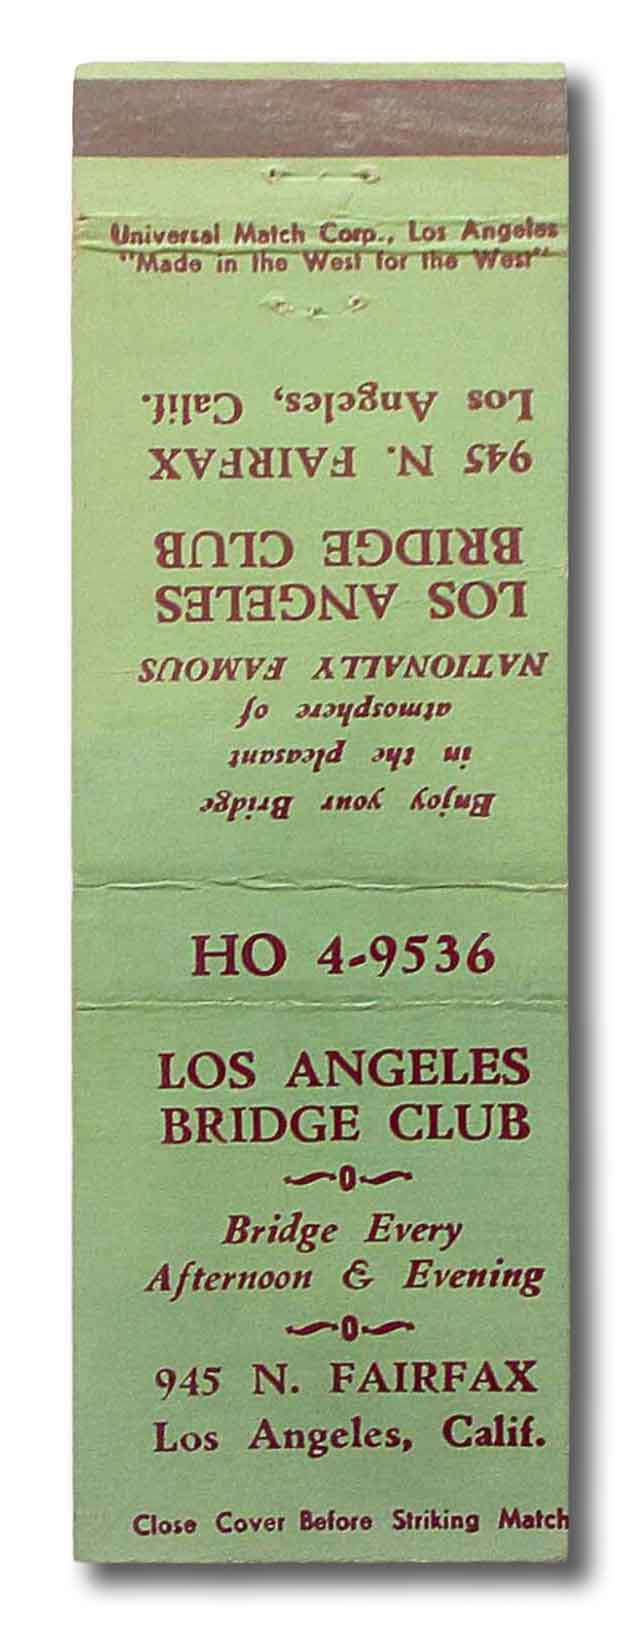 Universal Match Corp., Los Angeles
"Made in the West for the West"
Enjoy your Bridge
in the pleasant
atmosphere of
NATIONALLY FAMOUS
LOS ANGELES
BRIDGE CLUB
945 N. FAIRFAX
Los Angeles, Calif.
HO 4-9536
LOS ANGELES
BRIDGE CLUB
Bridge Every
Afternoon & Evening
945 N. FAIRFAX
Los Angeles, Calif.
Close Cover Before Striking Match